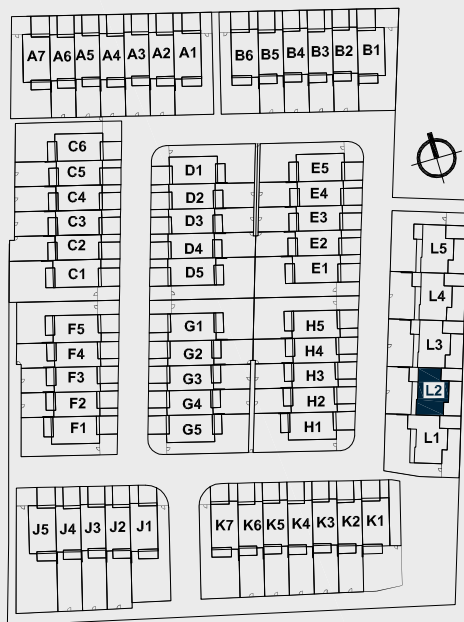 A7 A6 A5 A4 A3 A2 A1
B6 B5 B4 B3 B2 B1
C6
C5
C4
C3
C2
C1
D1
D2
D3
D4
D5
E5
E4
E3
E2
E1
F5
F4
F3
F2
F1
G1
G2
G3
G4
G5
H5
H4
H3
H2
H1
L5
L4
L3
L2
L1
J5 J4 J3 J2 J1
K7 K6 K5 K4 K3 K2 K1